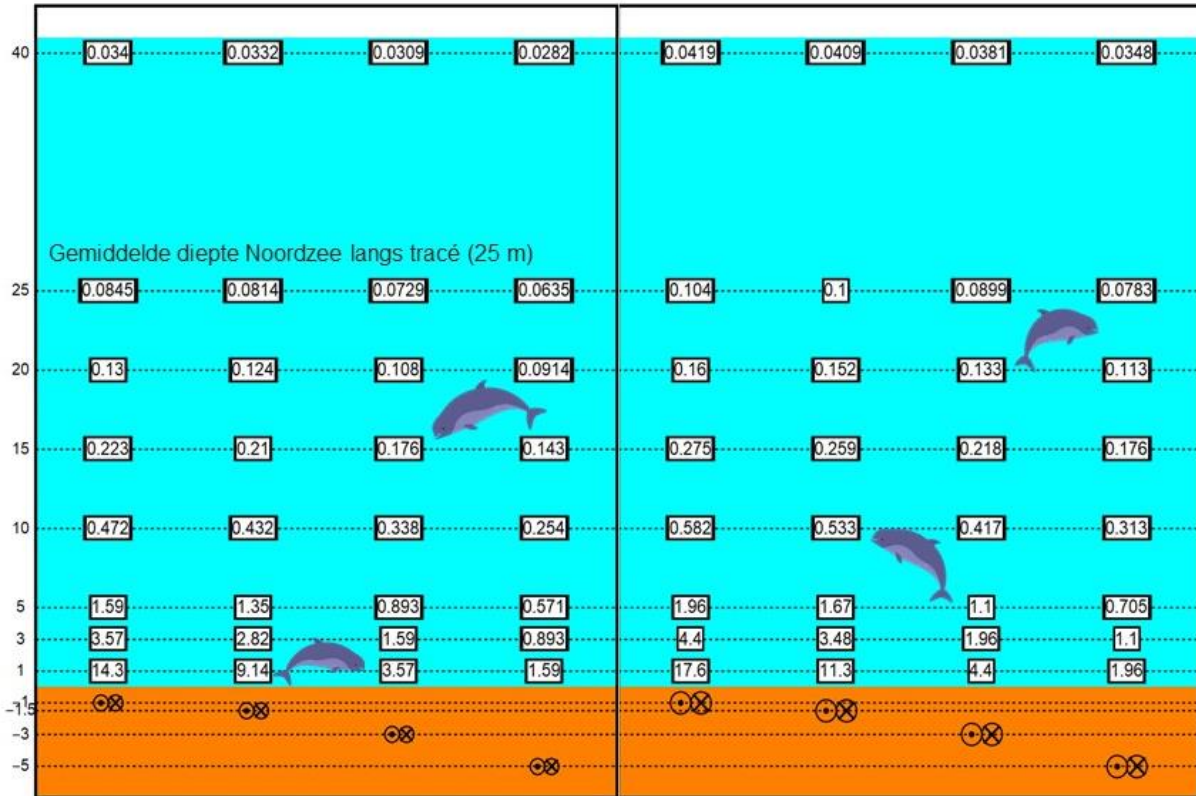 40 0.034 0.0332 0.0309 0.0282 0.0419 0.0409 0.0381 0.0348
Gemiddelde diepte Noordzee langs tracé (25 m)
25 0.0845 0.0814 0.0729 0.0635 0.104 0.1 0.0899 0.0783
20 0.13 0.124 0.108 0.0914 0.16 0.152 0.133 0.113
15 0.223 0.21 0.176 0.143 0.275 0.259 0.218 0.176
10 0.472 0.432 0.338 0.254 0.582 0.533 0.417 0.313
5 1.59 1.35 0.893 0.571 1.96 1.67 1.1 0.705
3 3.57 2.82 1.59 0.893 4.4 3.48 1.96 1.1
1 14.3 9.14 3.57 1.59 17.6 11.3 4.4 1.96
−1
−1.5
−3
−5